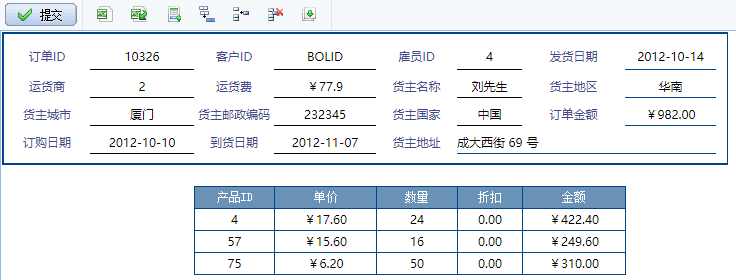 提交
订单ID 10326 客户ID BOLID 雇员ID 4 发货日期 2012-10-14
运货商 2 运货费 ￥77.9 货主名称 刘先生 货主地区 华南
货主城市 厦门 货主邮政编码 232345 货主国家 中国 订单金额 ￥982.00
订购日期 2012-10-10 到货日期 2012-11-07 货主地址 成大西街 69 号
产品ID 单价 数量 折扣 金额
4 ￥17.60 24 0.00 ￥422.40
57 ￥15.60 16 0.00 ￥249.60
75 ￥6.20 50 0.00 ￥310.00